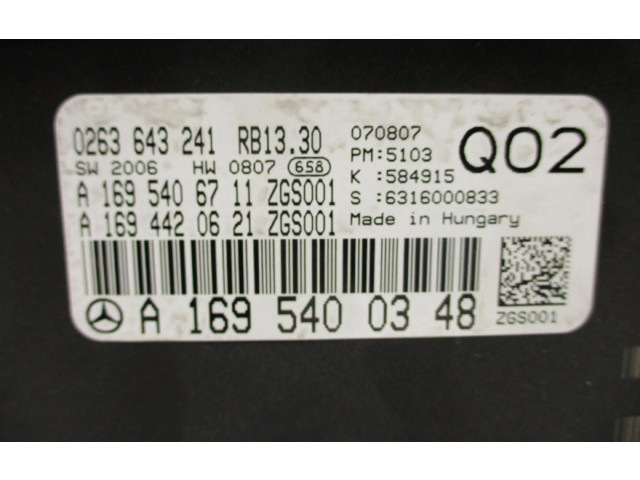 0263 643 241 RB13.30 070807 Q02
SW 2006 HW 0807 658 PM:5103
K :584915
A 169 540 67 11 ZGS001 S :6316000833
A 169 442 06 21 ZGS001 Made in Hungary
A 169 540 03 48 ZGS001